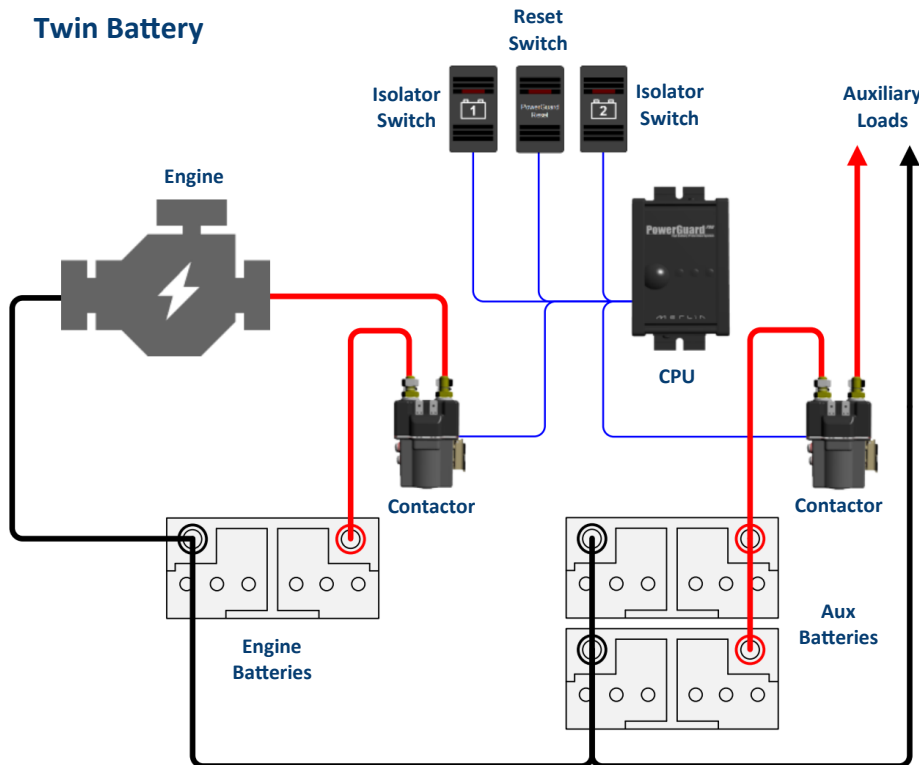 Twin Battery
Reset
Switch
Isolator
Switch
1
PowerGuard
Reset
2
Isolator
Switch
Auxiliary
Loads
Engine
PowerGuard
CPU
Contactor
Contactor
Engine
Batteries
Aux
Batteries